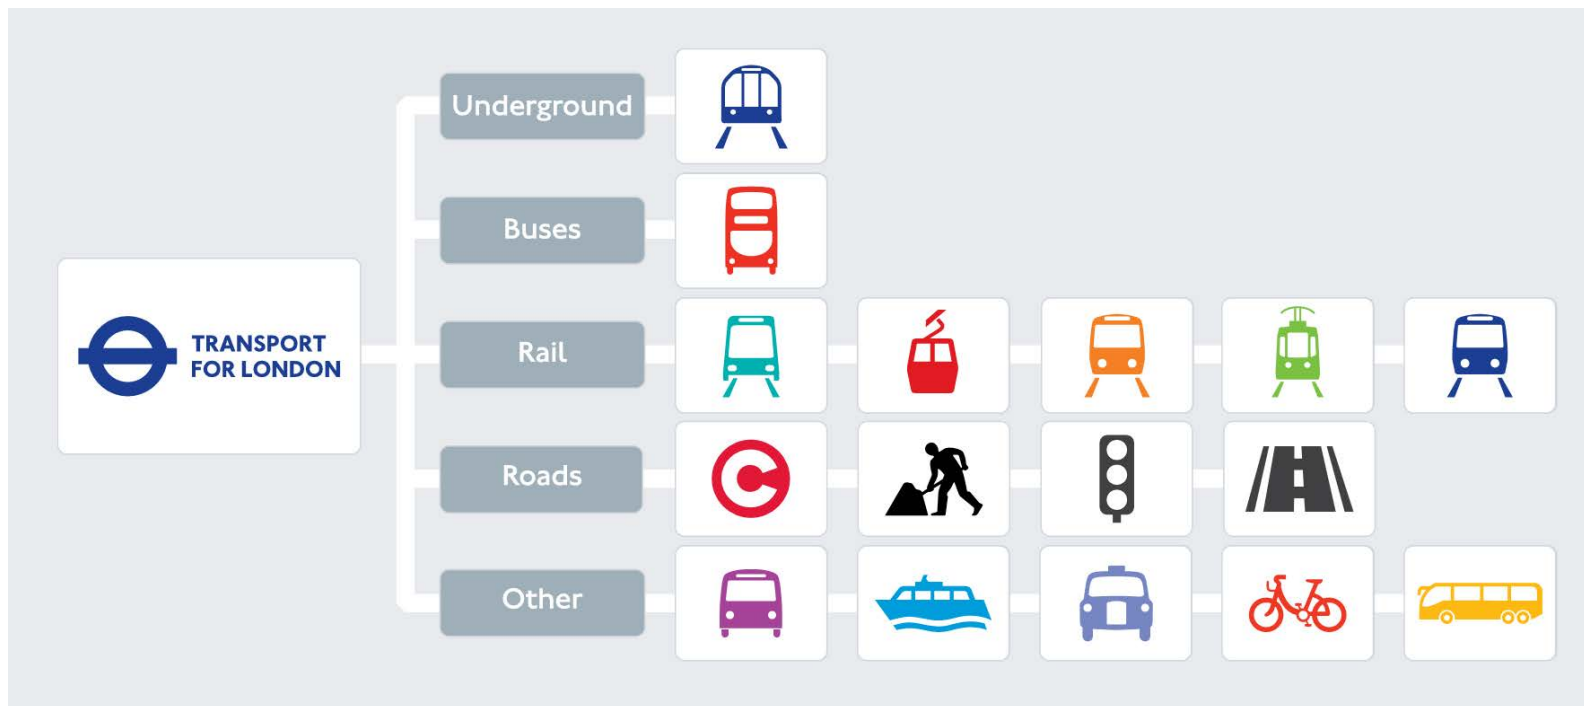 TRANSPORT
FOR LONDON
Underground
Buses
Rail
Roads
Other